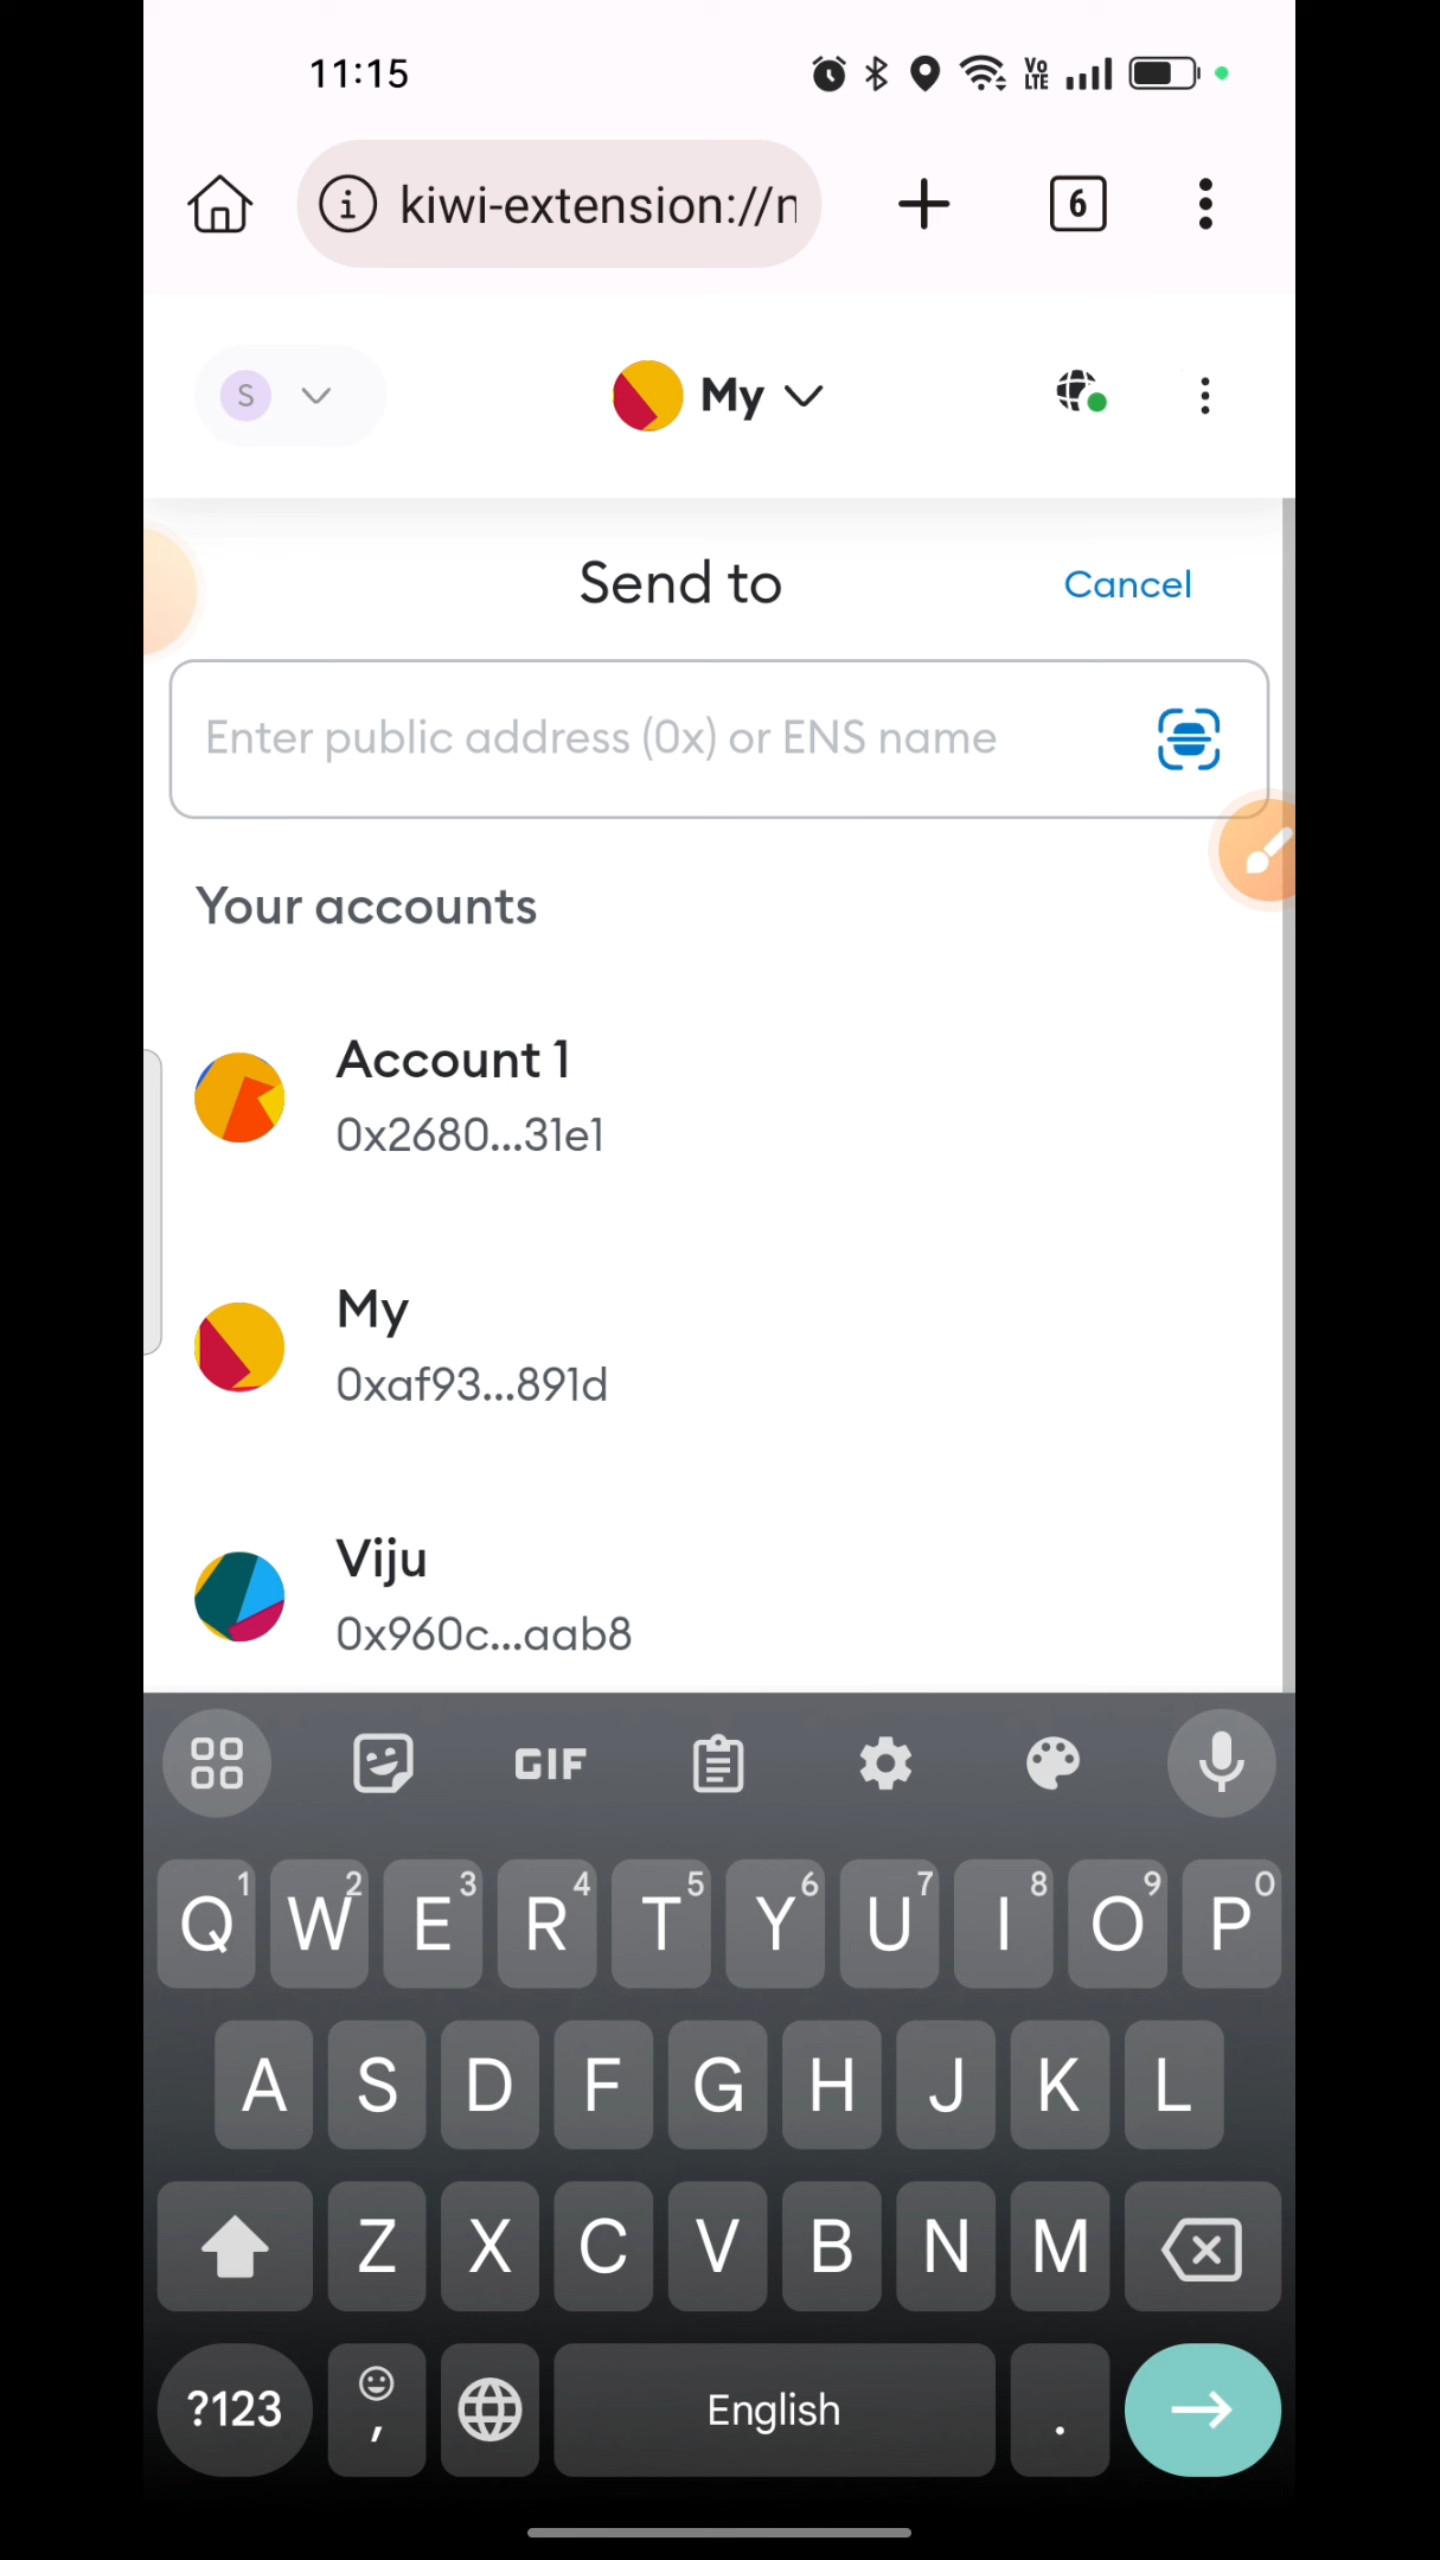 11:15
Vo
LTE
kiwi-extension://n
6
S
My
Send to
Cancel
Enter public address (0x) or ENS name
Your accounts
Account 1
0x2680...31e1
My
0xaf93...891d
Viju
0x960c...aab8
GIF
Q1 W2 E3 R4 T5 Y6 U7 I8 O9 P0
A S D F G H J K L
Z X C V B N M
?123 , English .